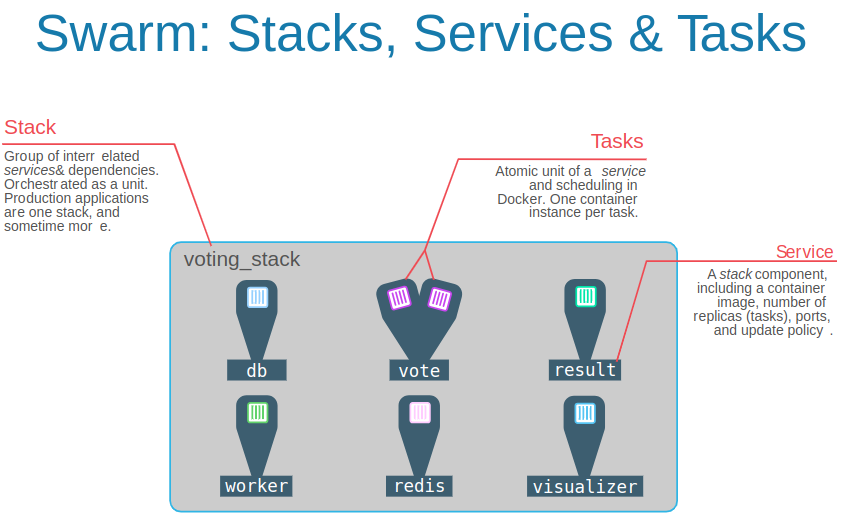 Swarm: Stacks, Services & Tasks
Stack
Group of interr elated
services& dependencies.
Orchestr ated as a unit.
Production applications
are one stack, and
sometime mor e.
Tasks
Atomic unit of a service
and scheduling in
Docker. One container
instance per task.
Service
A stack component,
including a container
image, number of
replicas (tasks), ports,
and update policy .
voting_stack
db
vote
result
worker
redis
visualizer